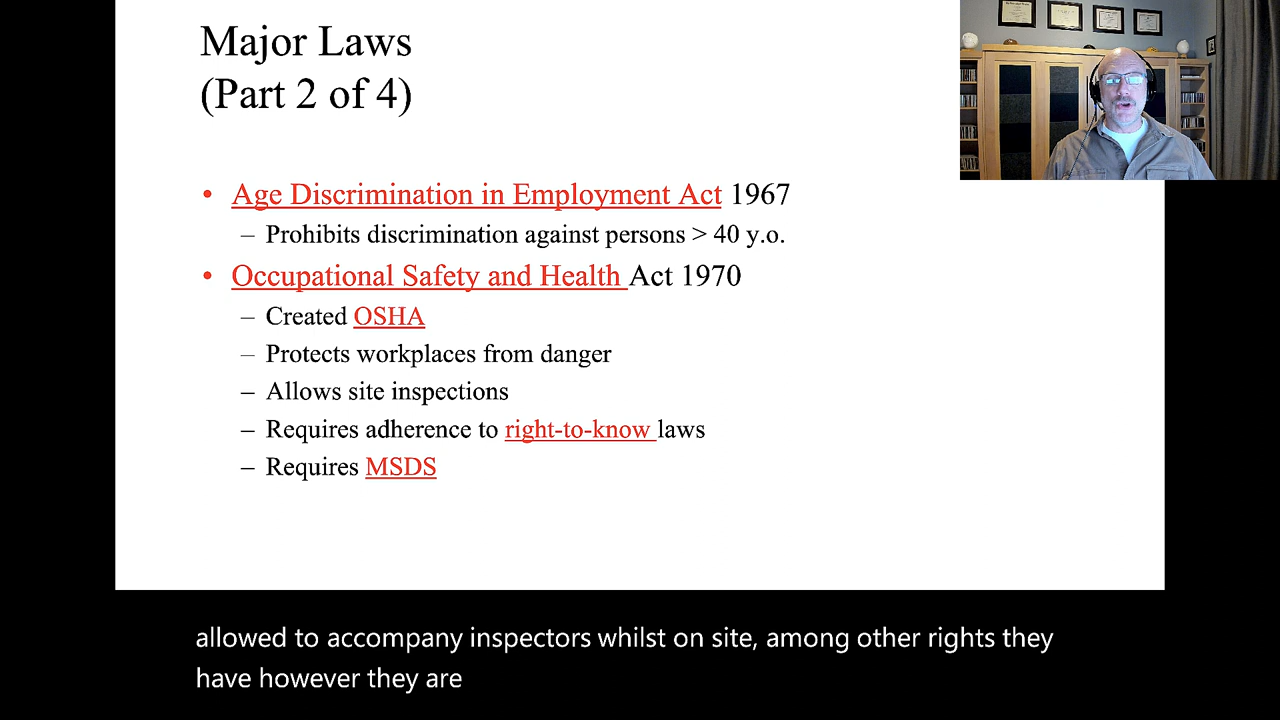 Major Laws
(Part 2 of 4)
• Age Discrimination in Employment Act 1967
– Prohibits discrimination against persons > 40 y.o.
• Occupational Safety and Health Act 1970
– Created OSHA
– Protects workplaces from danger
– Allows site inspections
– Requires adherence to right-to-know laws
– Requires MSDS
allowed to accompany inspectors whilst on site, among other rights they
have however they are